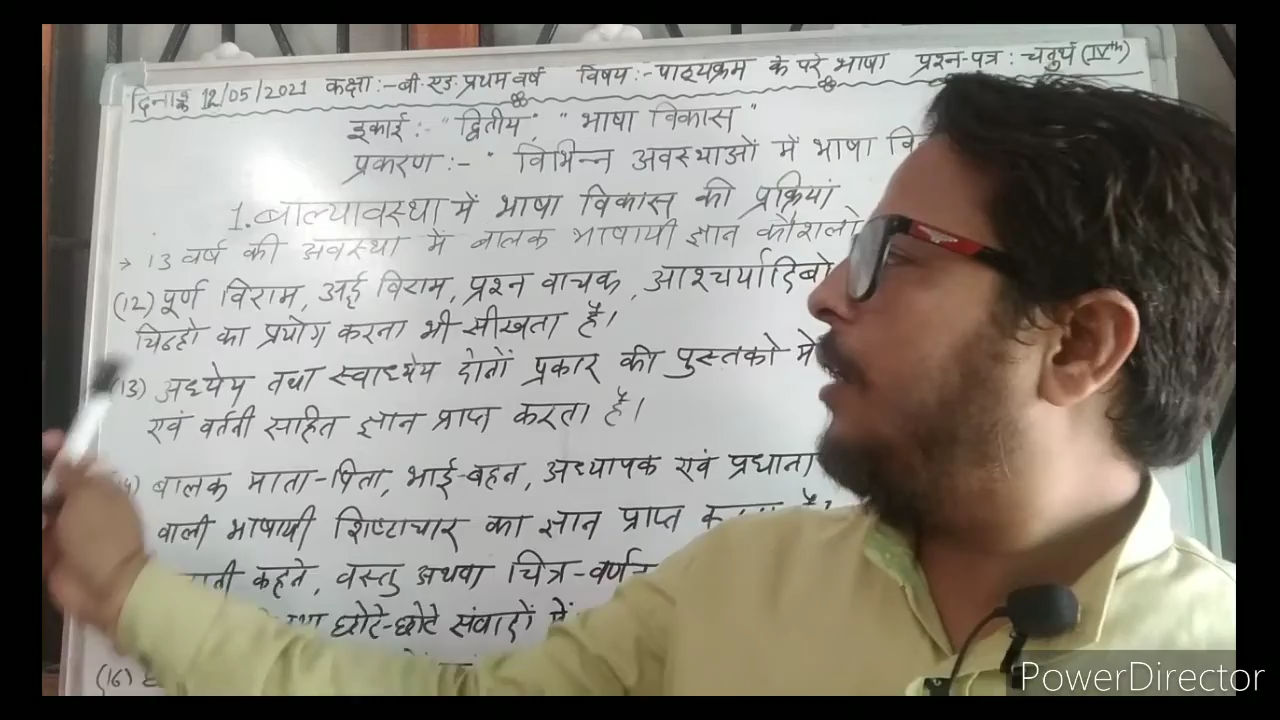 दिनाङ्क 12/05/2021 कक्षा :- बी.एड. प्रथम वर्ष विषय :- पाठ्यक्रम के परे भाषा प्रश्न-पत्र : चतुर्थ (IVth)
इकाई :- "द्वितीय" "भाषा विकास"
प्रकरण :- " विभिन्न अवस्थाओं में भाषा
1. बाल्यावस्था में भाषा विकास की प्रक्रियां
→ 13 वर्ष की अवस्था में बालक भाषायी ज्ञान कौशलो
(12) पूर्ण विराम, अर्द्ध विराम, प्रश्न वाचक, आश्चर्यादिबो
चिन्हो का प्रयोग करना भी सीखता है।
(13) अध्येय तथा स्वाध्येय दोनों प्रकार की पुस्तको मे
एवं वर्तनी सहित ज्ञान प्राप्त करता है।
बालक माता-पिता, भाई-बहन, अध्यापक एवं प्रधाना
वाली भाषायी शिष्टाचार का ज्ञान प्राप्त
कहने, वस्तु अथवा चित्र-वर्णन
छोटे-छोटे संवादों में
(16)
PowerDirector